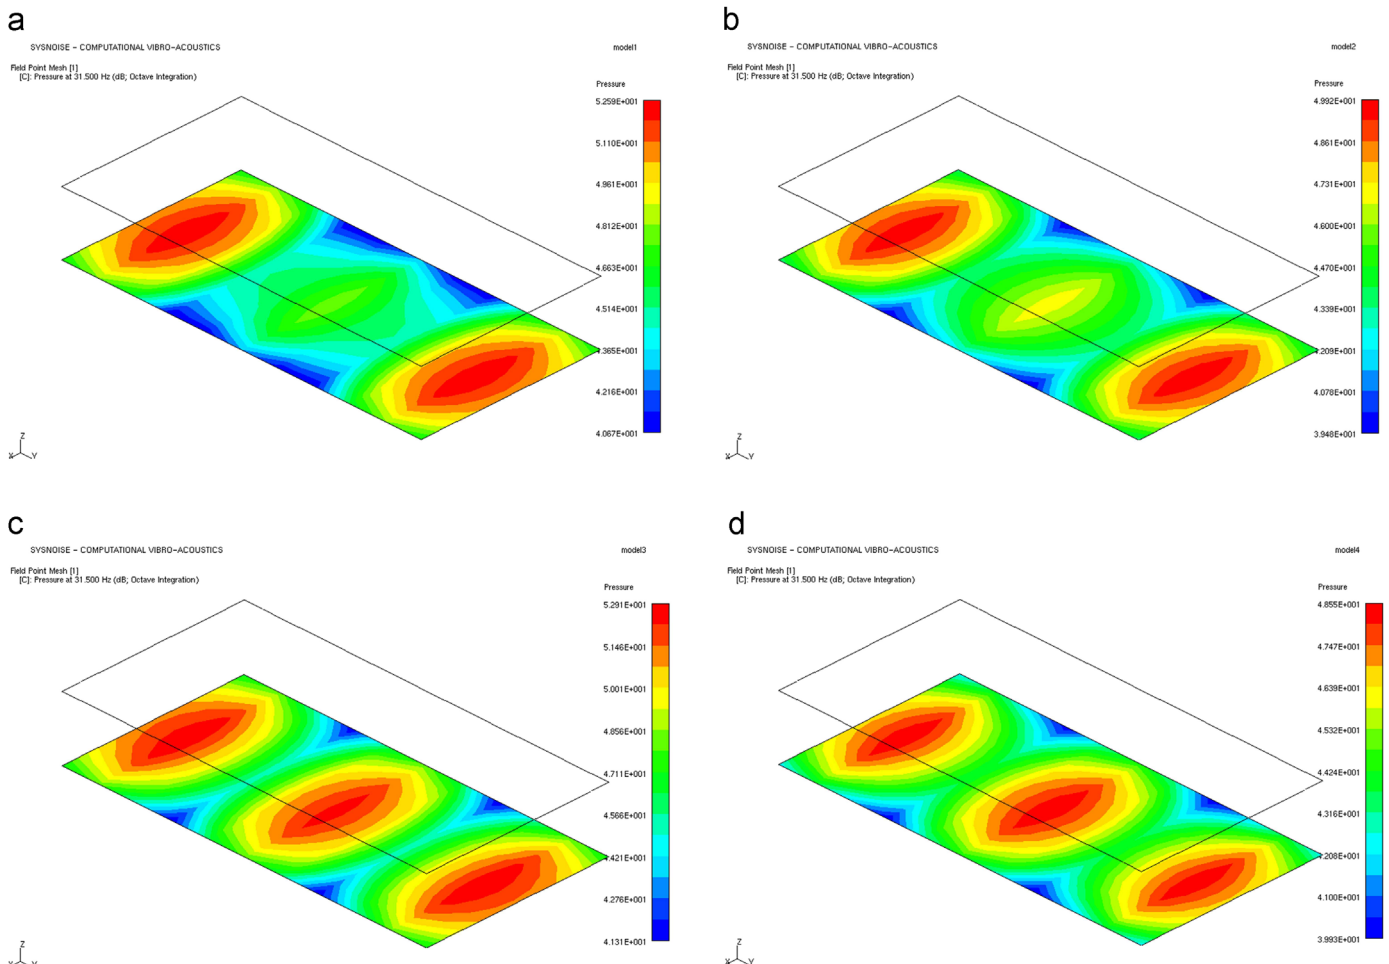 a
SYSNOISE - COMPUTATIONAL VIBRO-ACOUSTICS
model1
Field Point Mesh [1]
[C]: Pressure at 31.500 Hz (dB; Octave Integration)
Pressure
5.259E+001
5.110E+001
4.961E+001
4.812E+001
4.663E+001
4.514E+001
4.365E+001
4.216E+001
4.067E+001
Z
X Y
b
SYSNOISE - COMPUTATIONAL VIBRO-ACOUSTICS
model2
Field Point Mesh [1]
[C]: Pressure at 31.500 Hz (dB; Octave Integration)
Pressure
4.992E+001
4.861E+001
4.731E+001
4.600E+001
4.470E+001
4.339E+001
4.209E+001
4.078E+001
3.948E+001
Z
X Y
c
SYSNOISE - COMPUTATIONAL VIBRO-ACOUSTICS
model3
Field Point Mesh [1]
[C]: Pressure at 31.500 Hz (dB; Octave Integration)
Pressure
5.291E+001
5.146E+001
5.001E+001
4.856E+001
4.711E+001
4.566E+001
4.421E+001
4.276E+001
4.131E+001
Z
X Y
d
SYSNOISE - COMPUTATIONAL VIBRO-ACOUSTICS
model4
Field Point Mesh [1]
[C]: Pressure at 31.500 Hz (dB; Octave Integration)
Pressure
4.855E+001
4.747E+001
4.639E+001
4.532E+001
4.424E+001
4.316E+001
4.208E+001
4.100E+001
3.993E+001
Z
X Y